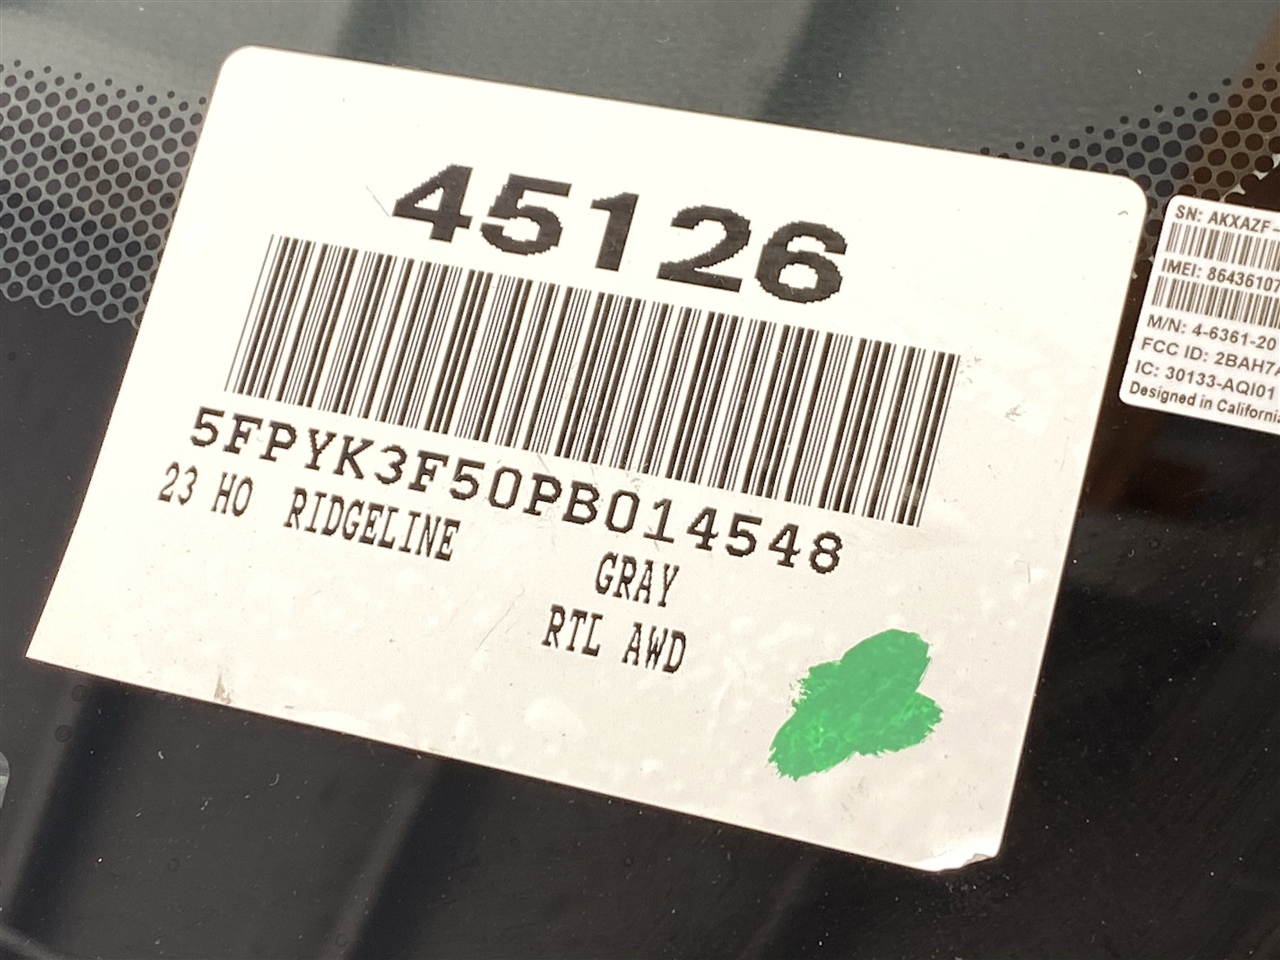 45126
5FPYK3F50PB014548
23 HO RIDGELINE
GRAY
RTL AWD
SN: AKXAZF-
IMEI: 86436107
M/N: 4-6361-20
FCC ID: 2BAH7A
IC: 30133-AQI01
Designed in California